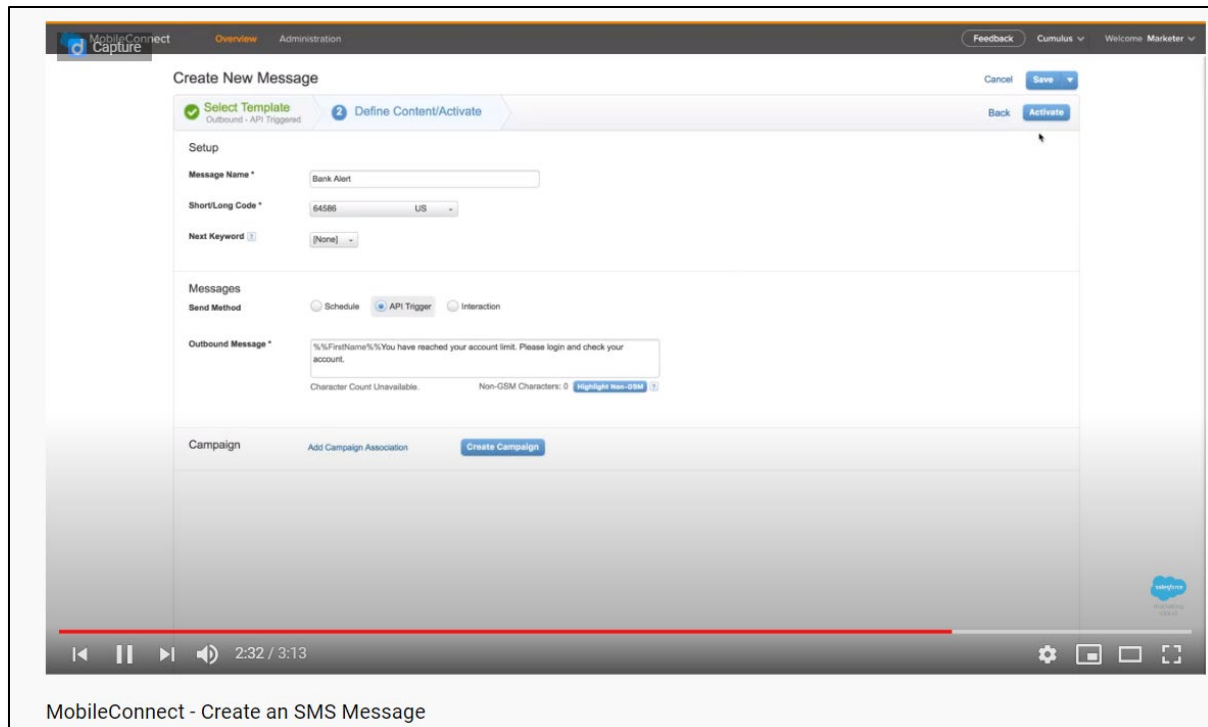 MobileConnect
Capture
Overview
Administration
Feedback
Cumulus
Welcome Marketer
Create New Message
Cancel
Save
Select Template
Outbound - API Triggered
2
Define Content/Activate
Back
Activate
Setup
Message Name *
Bank Alert
Short/Long Code *
64586 US
Next Keyword ?
[None]
Messages
Send Method
Schedule
API Trigger
Interaction
Outbound Message *
%%FirstName%%You have reached your account limit. Please login and check your
account.
Character Count Unavailable.
Non-GSM Characters: 0
Highlight Non-GSM
?
Campaign
Add Campaign Association
Create Campaign
salesforce
marketing
cloud
2:32 / 3:13
MobileConnect - Create an SMS Message